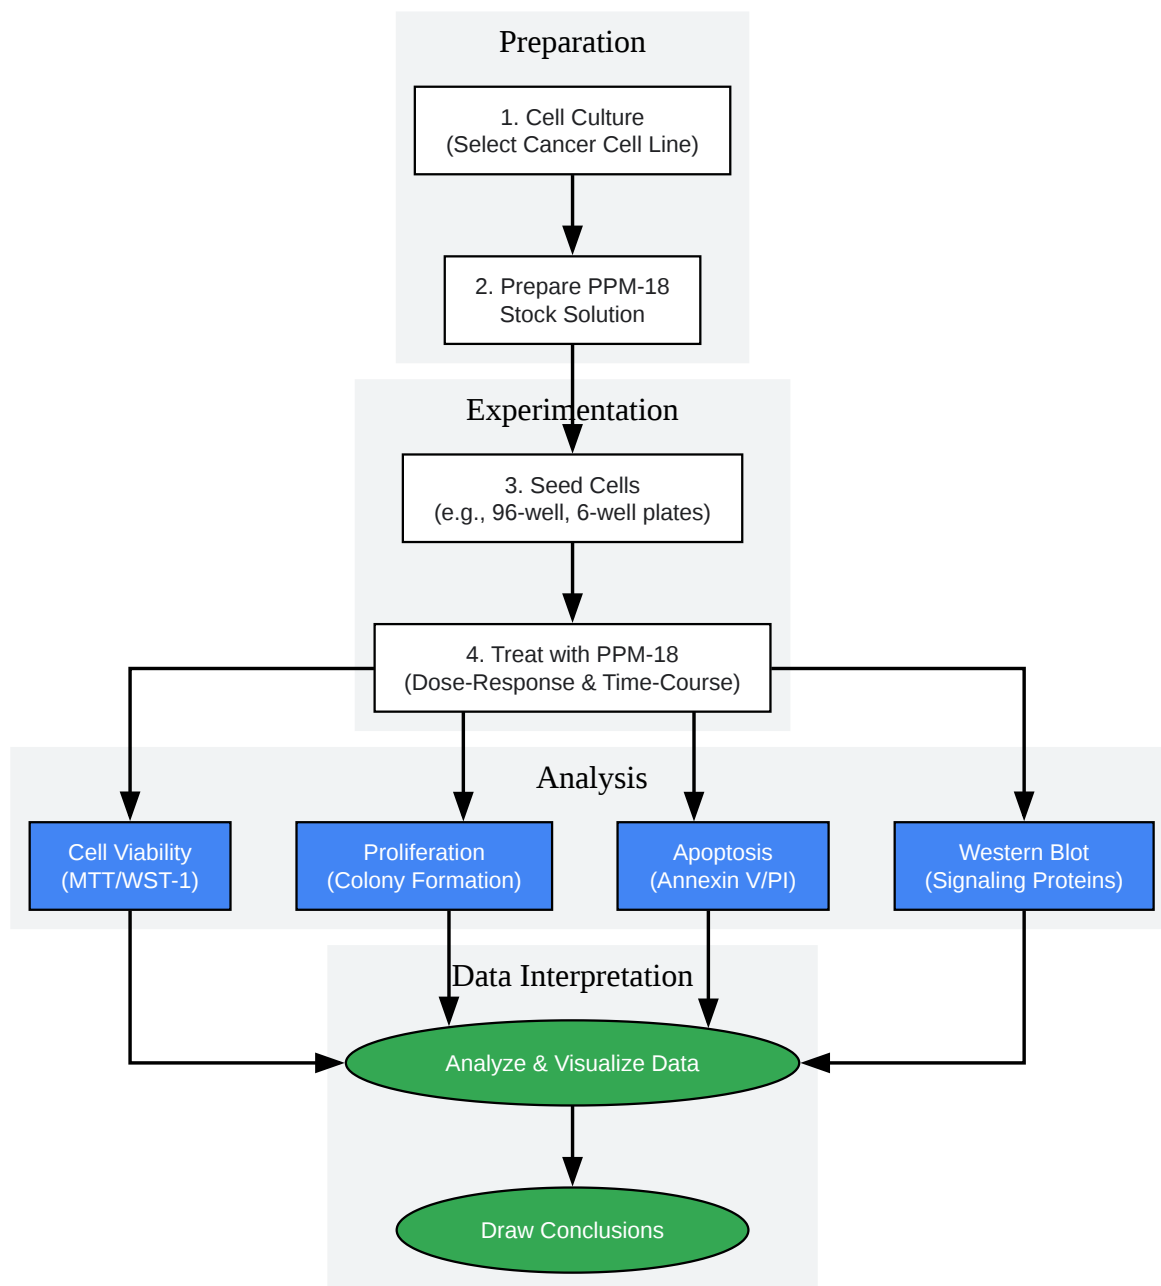 Preparation
1. Cell Culture
(Select Cancer Cell Line)
2. Prepare PPM-18
Stock Solution
Experimentation
3. Seed Cells
(e.g., 96-well, 6-well plates)
4. Treat with PPM-18
(Dose-Response & Time-Course)
Analysis
Cell Viability
(MTT/WST-1)
Proliferation
(Colony Formation)
Apoptosis
(Annexin V/PI)
Western Blot
(Signaling Proteins)
Data Interpretation
Analyze & Visualize Data
Draw Conclusions